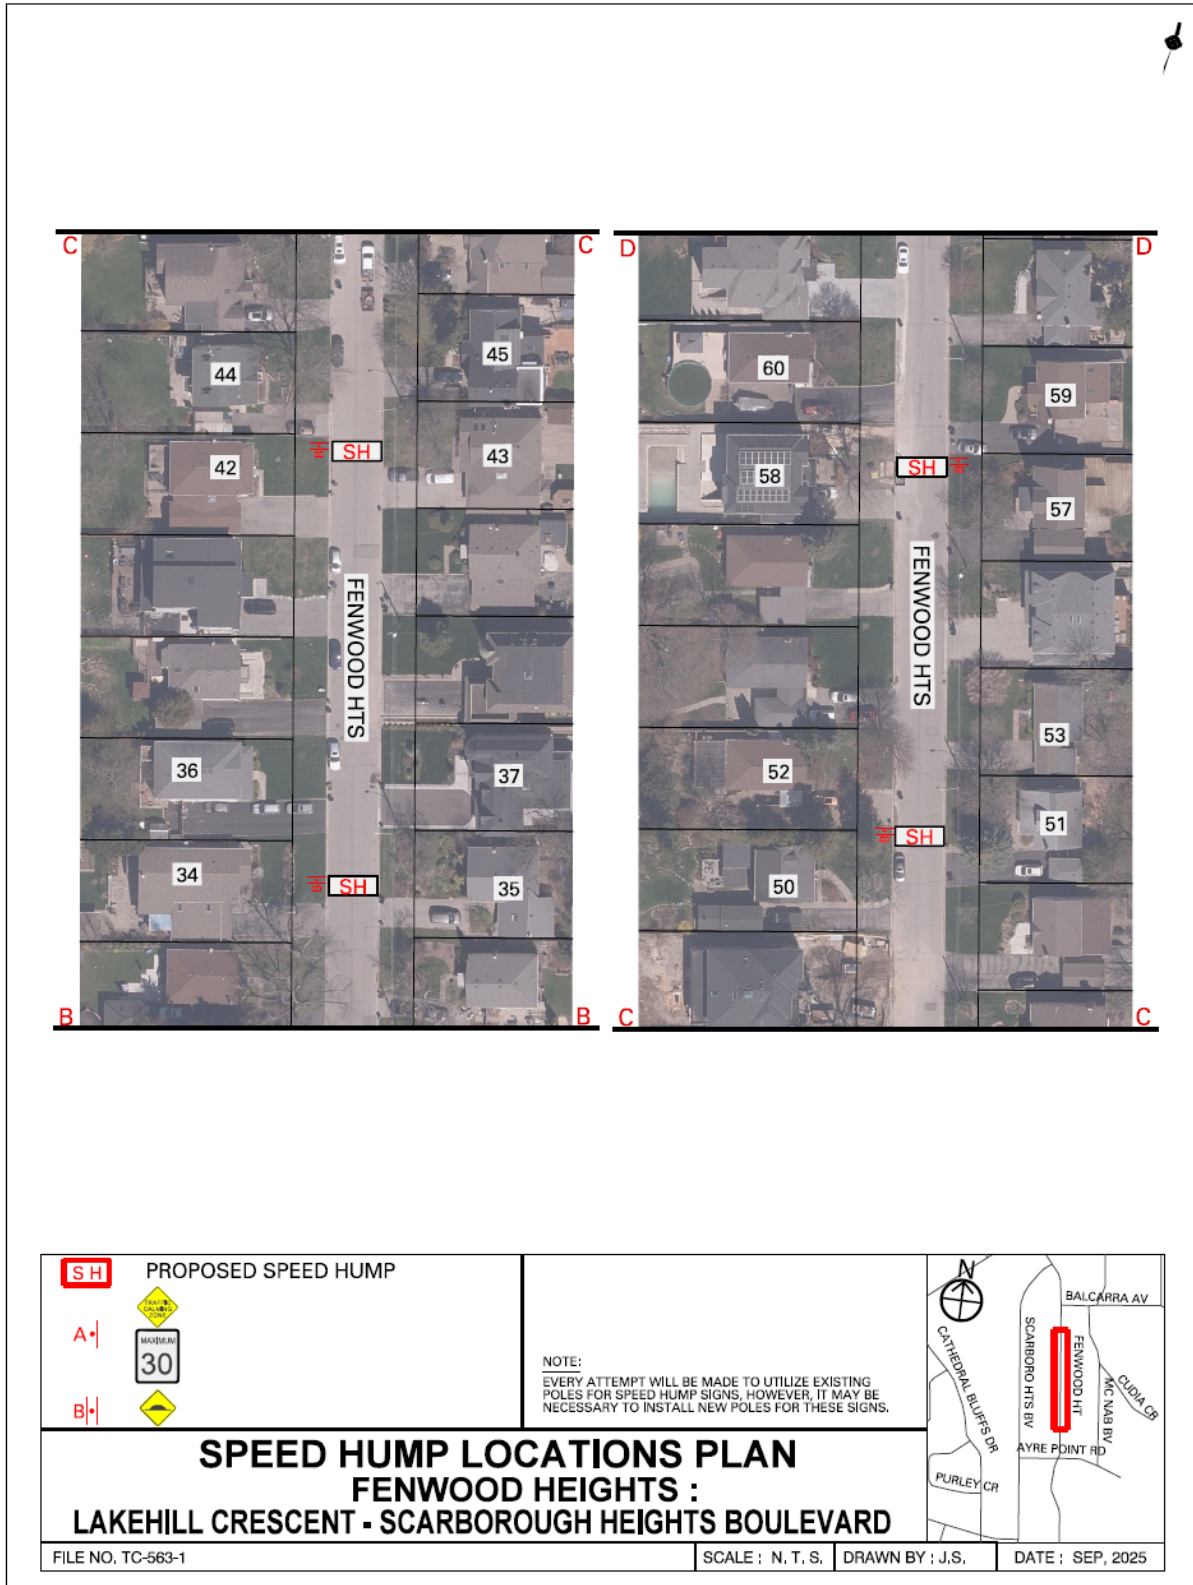 C
C
44
45
42
43
B
SH
FENWOOD HTS
36
37
34
35
B
SH
B
B
D
D
60
59
58
57
SH
B
FENWOOD HTS
53
52
51
B
SH
50
C
C
SH PROPOSED SPEED HUMP
TRAFFIC
CALMING
ZONE
A
MAXIMUM
30
B
NOTE:
EVERY ATTEMPT WILL BE MADE TO UTILIZE EXISTING
POLES FOR SPEED HUMP SIGNS, HOWEVER, IT MAY BE
NECESSARY TO INSTALL NEW POLES FOR THESE SIGNS.
N
BALCARRA AV
SCARBORO HTS BV
FENWOOD HT
CATHEDRAL BLUFFS DR
MC NAB BV
CUDIA CR
AYRE POINT RD
PURLEY CR
SPEED HUMP LOCATIONS PLAN
FENWOOD HEIGHTS :
LAKEHILL CRESCENT - SCARBOROUGH HEIGHTS BOULEVARD
FILE NO. TC-563-1
SCALE : N. T. S.
DRAWN BY : J.S.
DATE : SEP, 2025